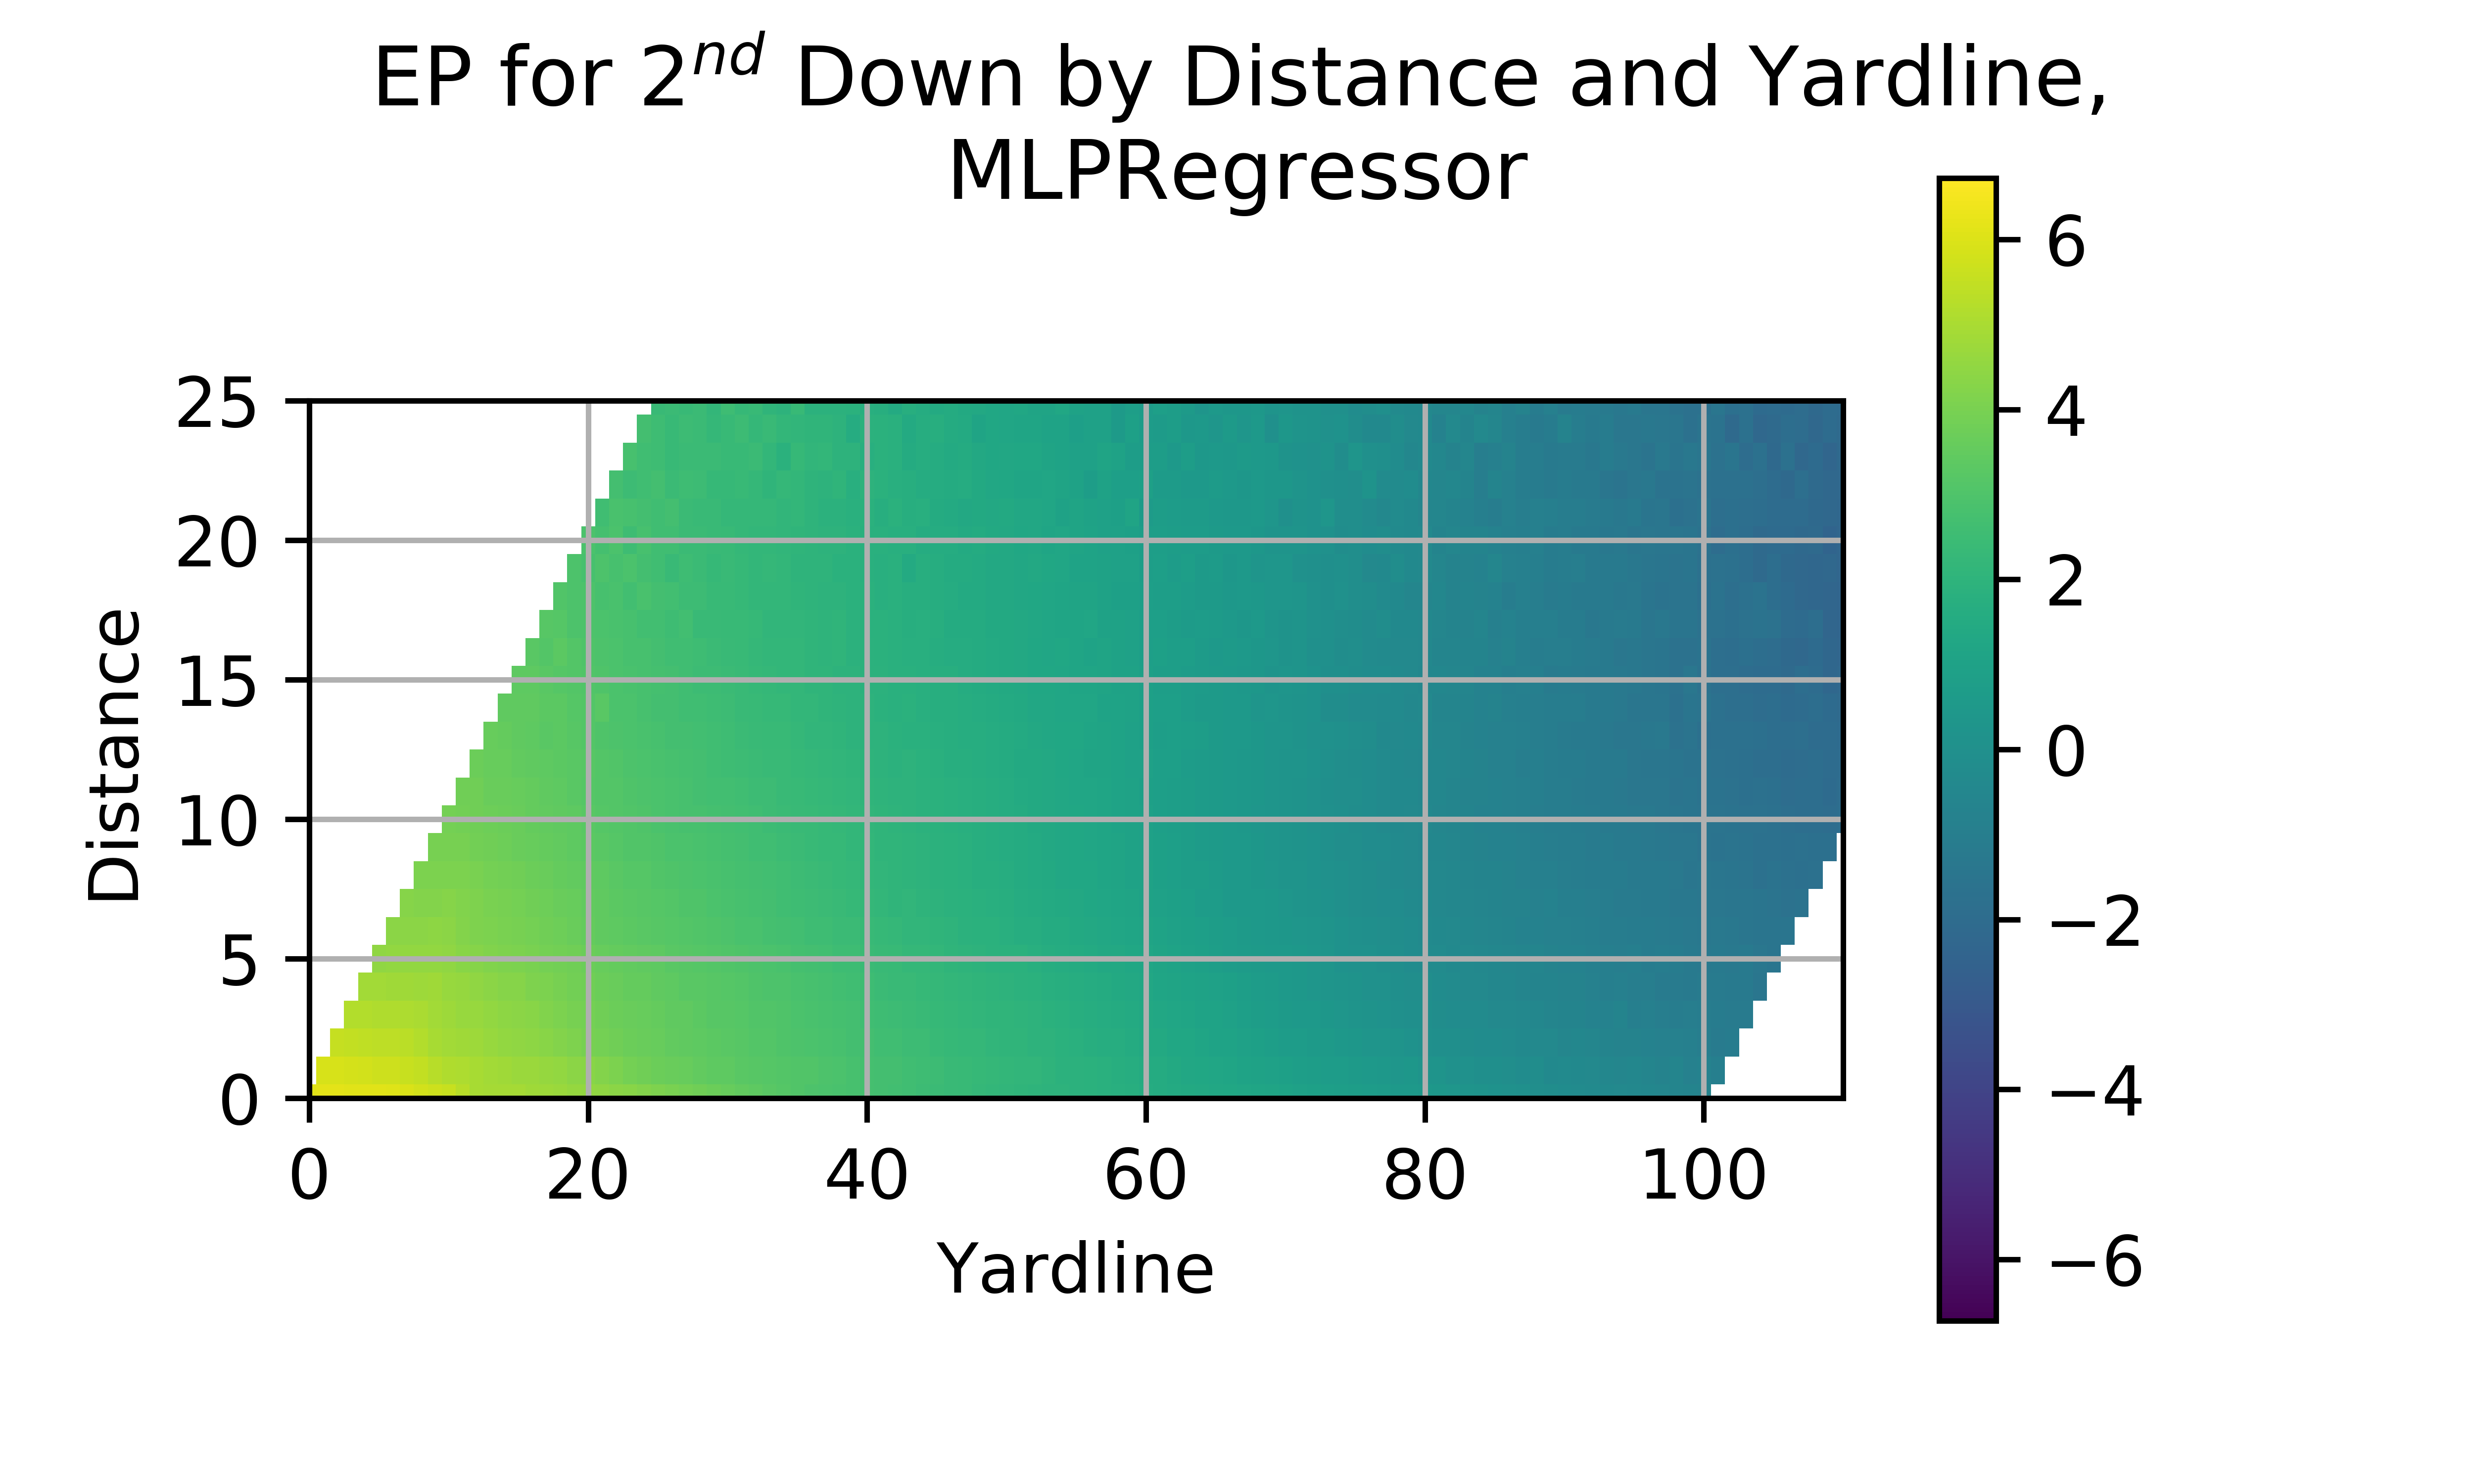 EP for 2nd Down by Distance and Yardline,
MLPRegressor
6
4
2
0
−2
−4
−6
25
20
15
10
5
0
Distance
0 20 40 60 80 100
Yardline